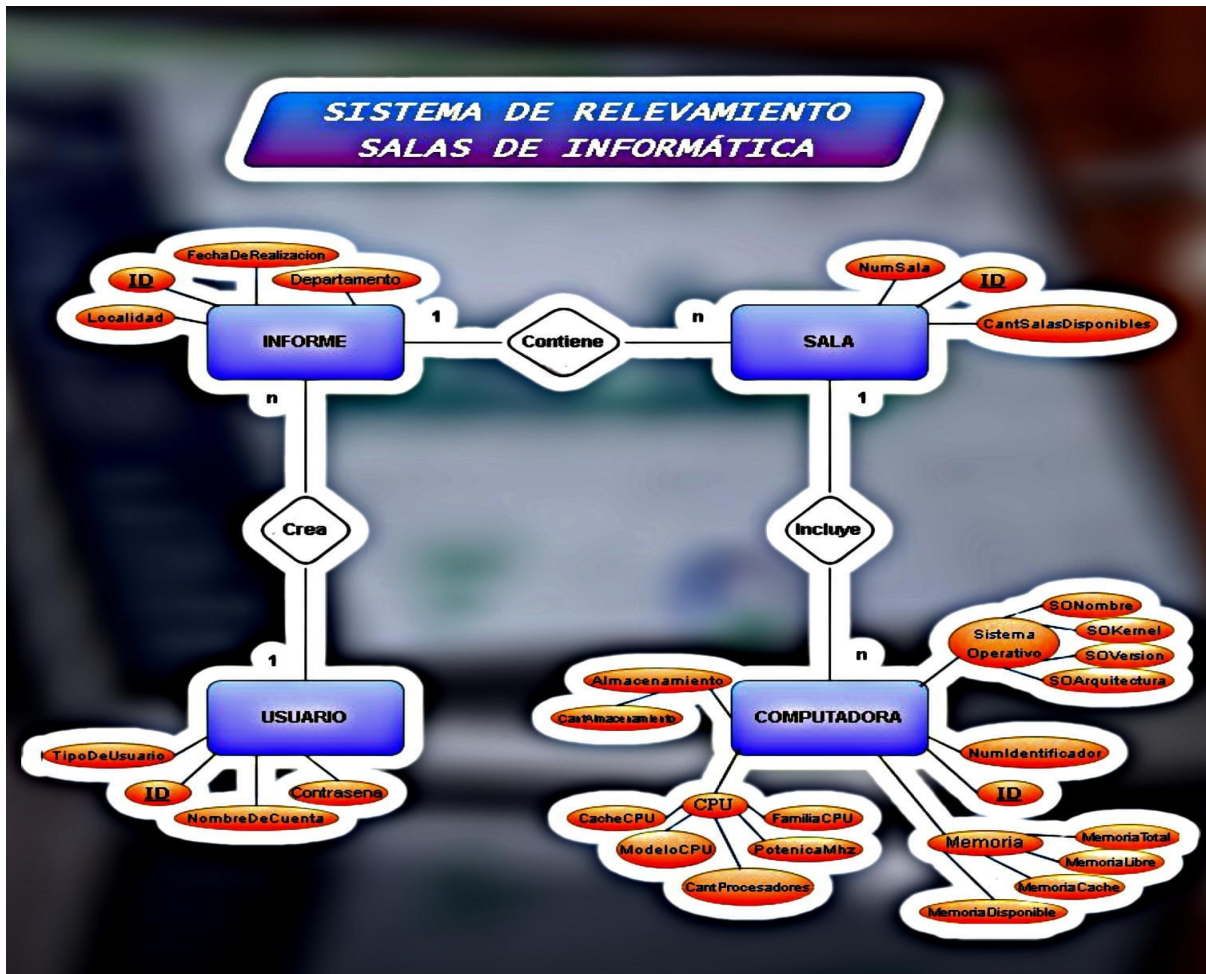 SISTEMA DE RELEVAMIENTO
SALAS DE INFORMÁTICA
FechaDeRealizacion
ID
Departamento
Localidad
INFORME
1
Contiene
n
NumSala
ID
CantSalasDisponibles
SALA
n
1
Crea
Incluye
1
n
USUARIO
TipoDeUsuario
ID
NombreDeCuenta
Contrasena
Almacenamiento
CantAlmacenamiento
COMPUTADORA
Sistema
Operativo
SONombre
SOKernel
SOVersion
SOArquitectura
NumIdentificador
ID
CPU
CacheCPU
FamiliaCPU
ModeloCPU
PotenicaMhz
CantProcesadores
Memoria
MemoriaTotal
MemoriaLibre
MemoriaCache
MemoriaDisponible